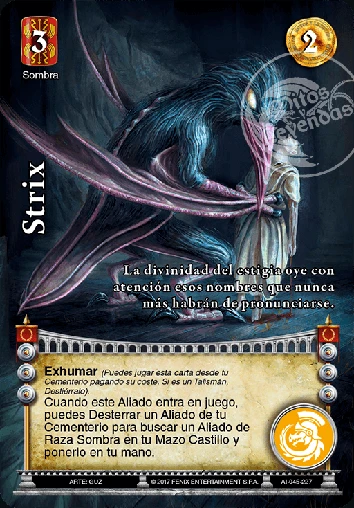 3
2
Sombra
Mitos
Leyendas
Strix
La divinidad del estigia oye con
atención esos nombres que nunca
más habrán de pronunciarse.
Exhumar (Puedes jugar esta carta desde tu
Cementerio pagando su coste. Si es un Talismán,
Destiérralo).
Cuando este Aliado entra en juego,
puedes Desterrar un Aliado de tu
Cementerio para buscar un Aliado de
Raza Sombra en tu Mazo Castillo y
ponerlo en tu mano.
ARTE: GUZ
© 2017 FENIX ENTERTAINMENT S.P.A.